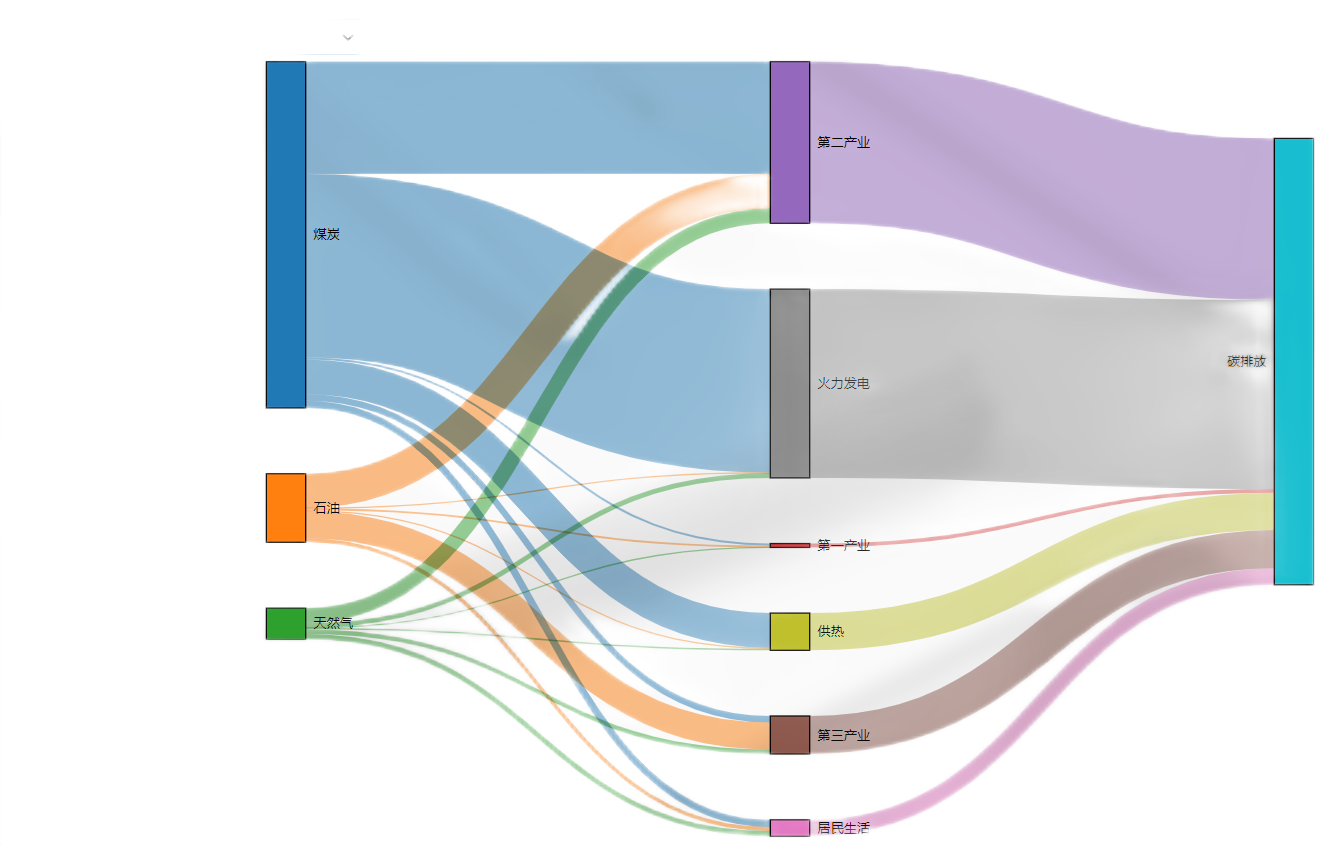 煤炭
石油
天然气
第二产业
火力发电
第一产业
供热
第三产业
居民生活
碳排放